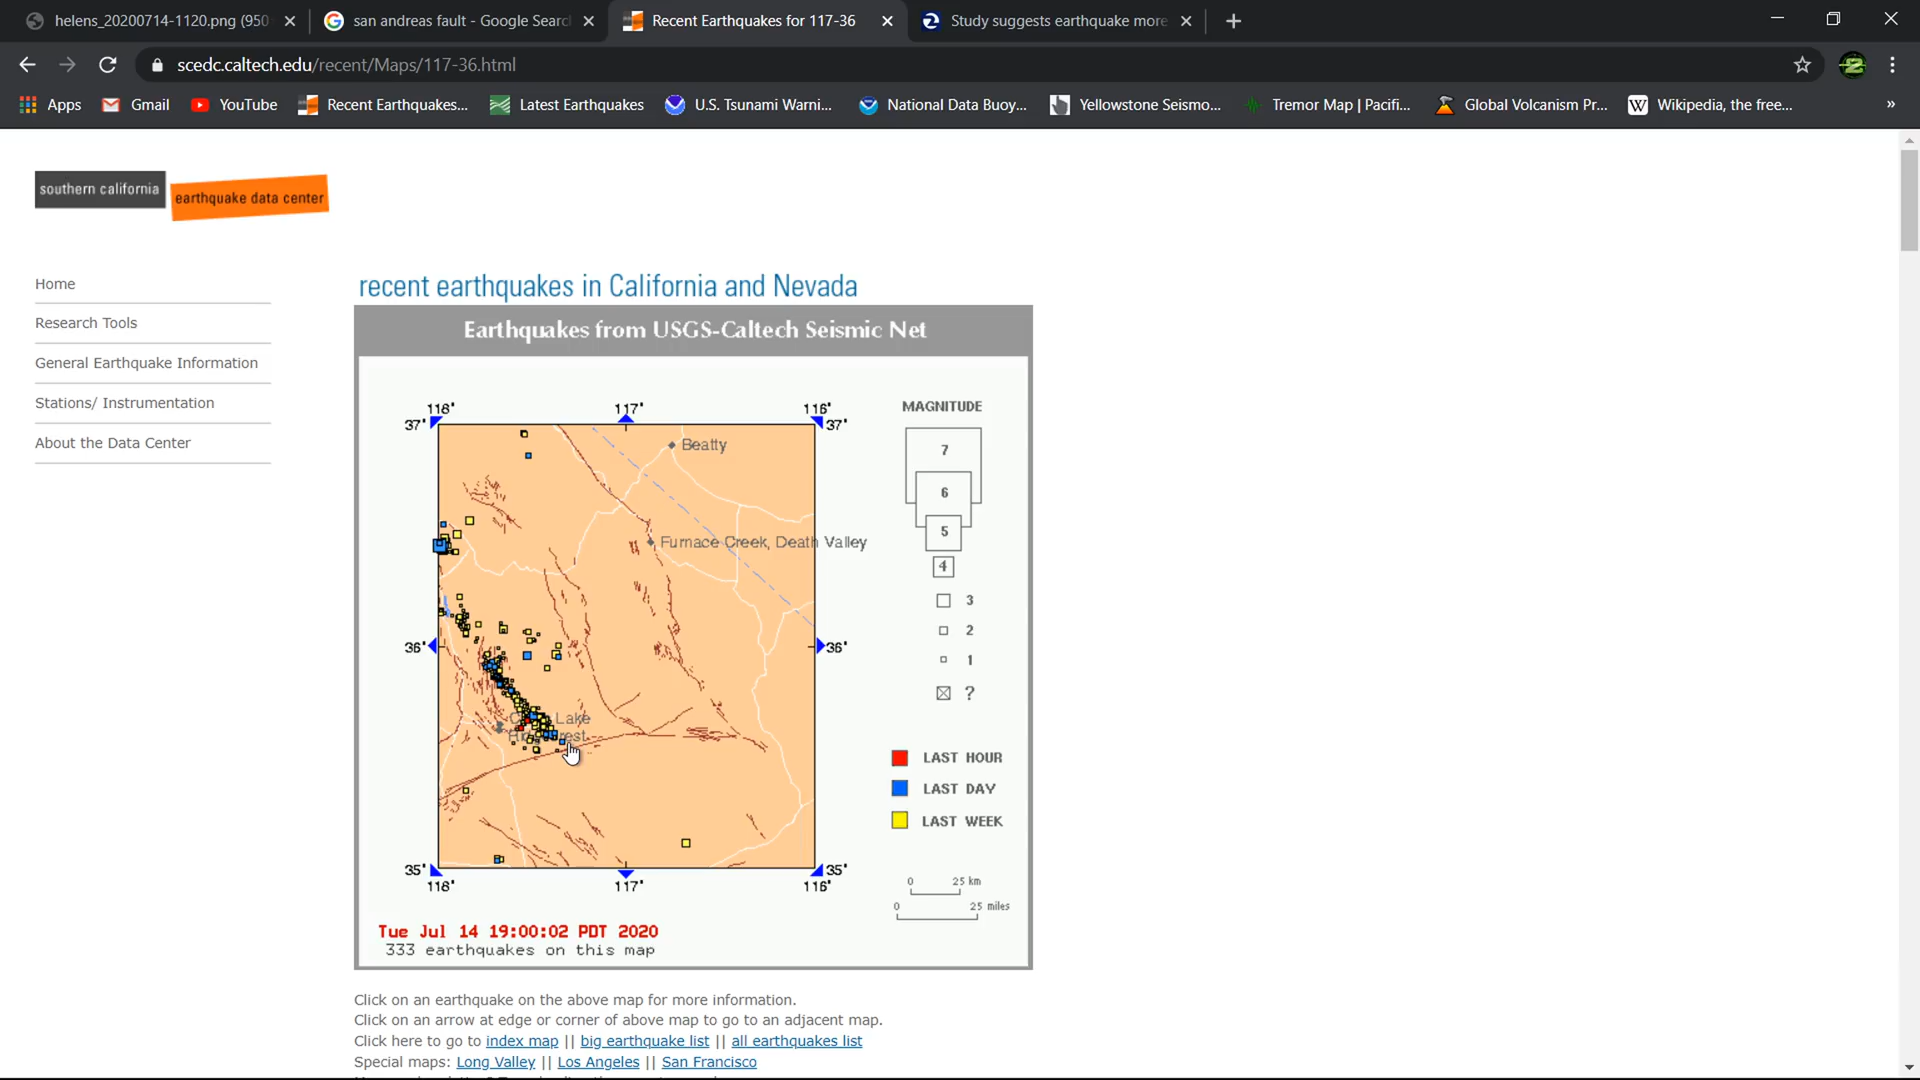 helens_20200714-1120.png (950
san andreas fault - Google Searc
Recent Earthquakes for 117-36
Study suggests earthquake more
scedc.caltech.edu/recent/Maps/117-36.html
Apps
Gmail
YouTube
Recent Earthquakes...
Latest Earthquakes
U.S. Tsunami Warni...
National Data Buoy...
Yellowstone Seismo...
Tremor Map | Pacifi...
Global Volcanism Pr...
Wikipedia, the free...
southern california
earthquake data center
Home
Research Tools
General Earthquake Information
Stations/ Instrumentation
About the Data Center
recent earthquakes in California and Nevada
Earthquakes from USGS-Caltech Seismic Net
118° 117° 116°
37° 37°
Beatty
Furnace Creek, Death Valley
36° 36°
Lake
35° 35°
118° 117° 116°
MAGNITUDE
7
6
5
4
3
2
1
?
LAST HOUR
LAST DAY
LAST WEEK
0 25 km
0 25 miles
Tue Jul 14 19:00:02 PDT 2020
333 earthquakes on this map
Click on an earthquake on the above map for more information.
Click on an arrow at edge or corner of above map to go to an adjacent map.
Click here to go to index map || big earthquake list || all earthquakes list
Special maps: Long Valley || Los Angeles || San Francisco